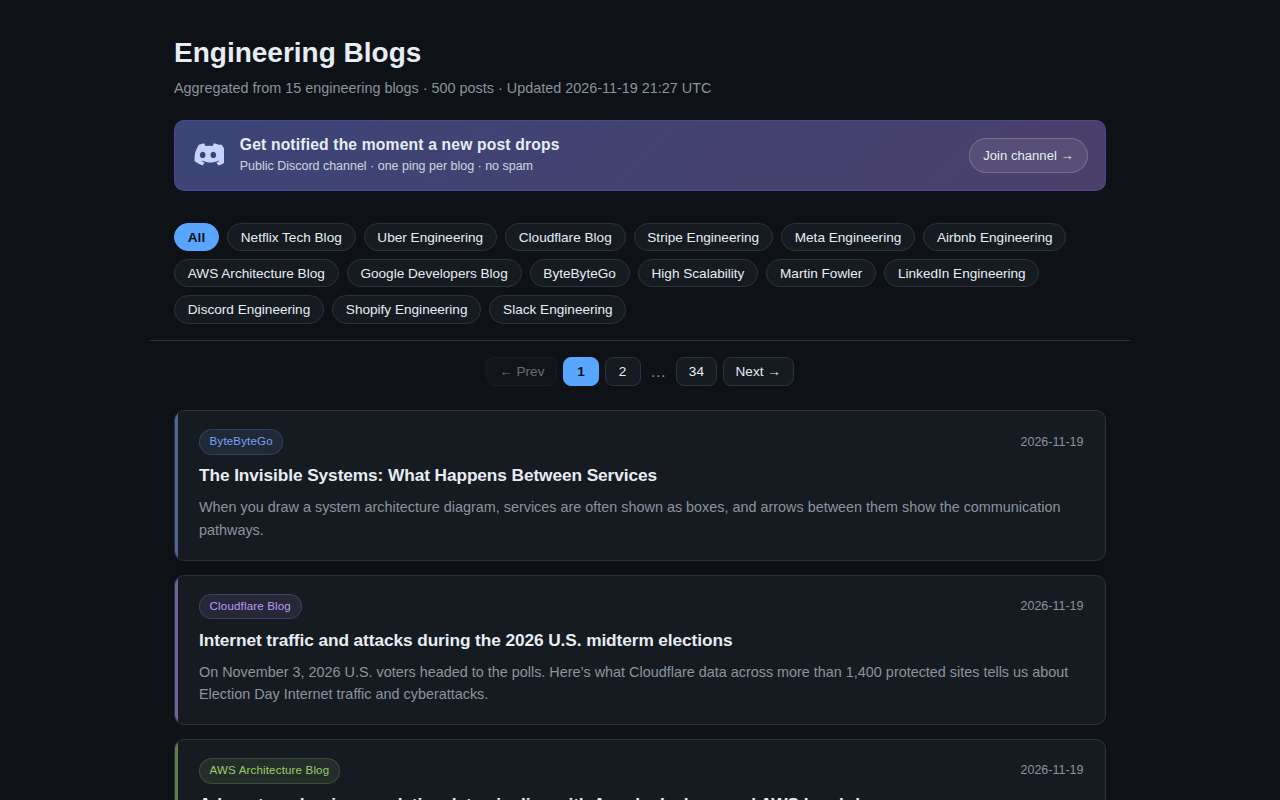 Engineering Blogs
Aggregated from 15 engineering blogs · 500 posts · Updated 2026-11-19 21:27 UTC
Get notified the moment a new post drops
Public Discord channel · one ping per blog · no spam
Join channel →
All Netflix Tech Blog Uber Engineering Cloudflare Blog Stripe Engineering Meta Engineering Airbnb Engineering
AWS Architecture Blog Google Developers Blog ByteByteGo High Scalability Martin Fowler LinkedIn Engineering
Discord Engineering Shopify Engineering Slack Engineering
← Prev 1 2 … 34 Next →
ByteByteGo 2026-11-19
The Invisible Systems: What Happens Between Services
When you draw a system architecture diagram, services are often shown as boxes, and arrows between them show the communication
pathways.
Cloudflare Blog 2026-11-19
Internet traffic and attacks during the 2026 U.S. midterm elections
On November 3, 2026 U.S. voters headed to the polls. Here’s what Cloudflare data across more than 1,400 protected sites tells us about
Election Day Internet traffic and cyberattacks.
AWS Architecture Blog 2026-11-19